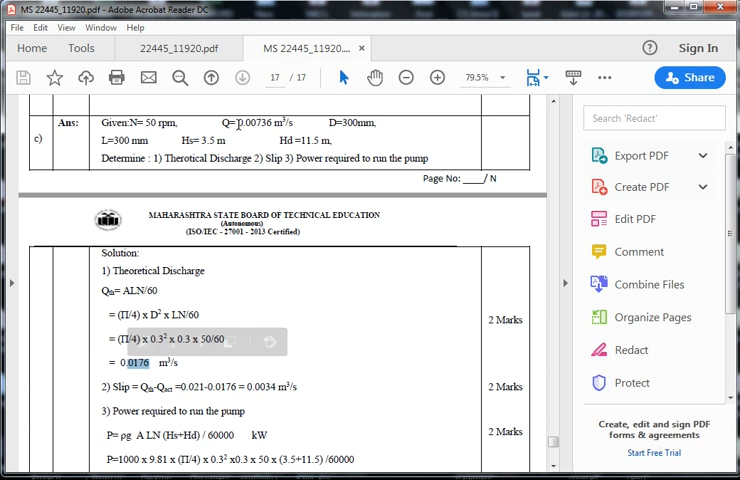 MS 22445_11920.pdf - Adobe Acrobat Reader DC
File Edit View Window Help
Home Tools 22445_11920.pdf MS 22445_11920.... × Sign In
17 / 17 79.5% Share
Ans: Given:N= 50 rpm, Q=0.00736 m³/s D=300mm,
c) L=300 mm Hs= 3.5 m Hd =11.5 m,
Determine : 1) Therotical Discharge 2) Slip 3) Power required to run the pump
Page No: ____/ N
MAHARASHTRA STATE BOARD OF TECHNICAL EDUCATION
(Autonomous)
(ISO/IEC - 27001 - 2013 Certified)
Solution:
1) Theoretical Discharge
Qth= ALN/60
= (Π/4) x D² x LN/60
2 Marks
= (Π/4) x 0.3² x 0.3 x 50/60
= 0.0176 m³/s
2) Slip = Qth-Qact =0.021-0.0176 = 0.0034 m³/s 2 Marks
3) Power required to run the pump
P= ρg A LN (Hs+Hd) / 60000 kW 2 Marks
P=1000 x 9.81 x (Π/4) x 0.3² x0.3 x 50 x (3.5+11.5) /60000
Search 'Redact'
Export PDF
Create PDF
Edit PDF
Comment
Combine Files
Organize Pages
Redact
Protect
Create, edit and sign PDF
forms & agreements
Start Free Trial